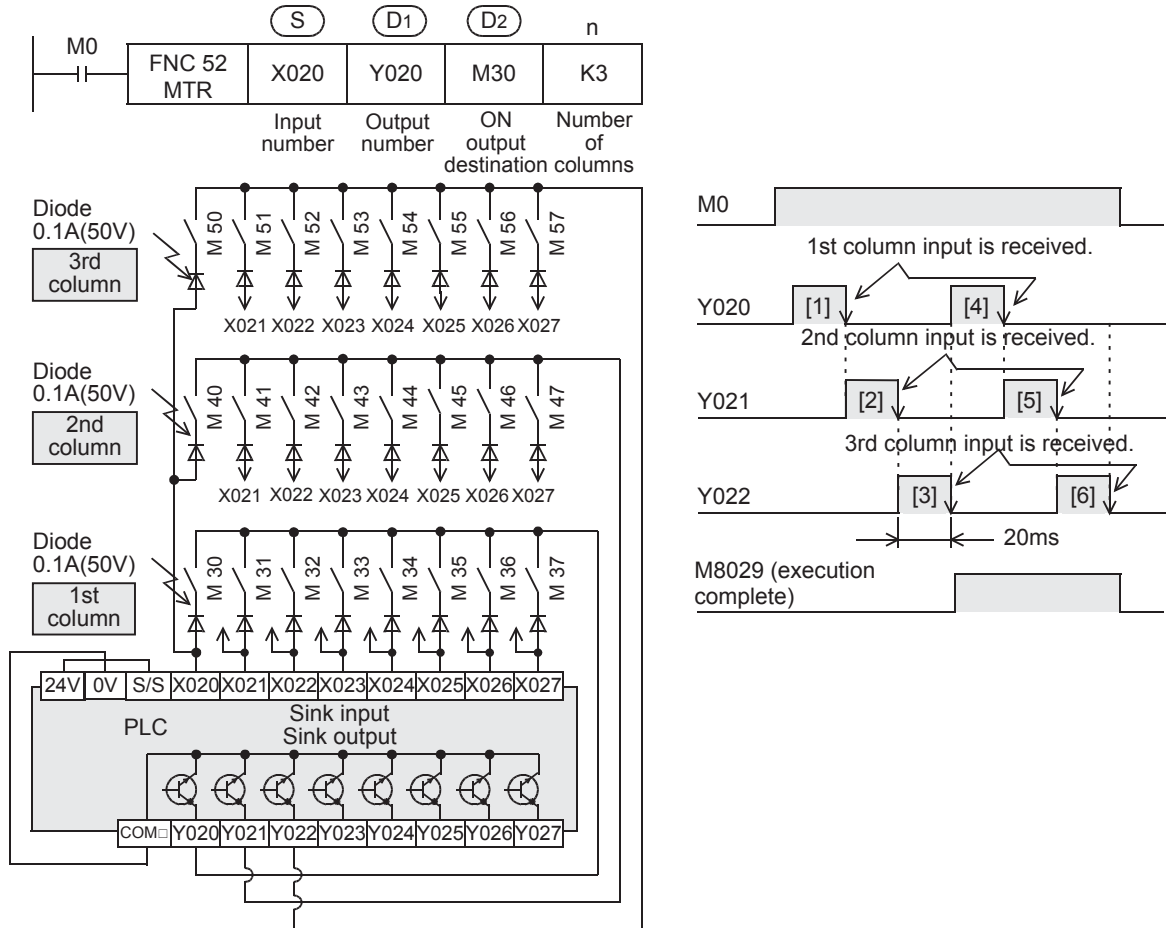 S D1 D2 n
M0
FNC 52 MTR X020 Y020 M30 K3
Input number
Output number
ON output destination
Number of columns
Diode
0.1A(50V)
3rd column
M 50 M 51 M 52 M 53 M 54 M 55 M 56 M 57
X021 X022 X023 X024 X025 X026 X027
Diode
0.1A(50V)
2nd column
M 40 M 41 M 42 M 43 M 44 M 45 M 46 M 47
X021 X022 X023 X024 X025 X026 X027
Diode
0.1A(50V)
1st column
M 30 M 31 M 32 M 33 M 34 M 35 M 36 M 37
24V 0V S/S X020 X021 X022 X023 X024 X025 X026 X027
PLC
Sink input
Sink output
COM□ Y020 Y021 Y022 Y023 Y024 Y025 Y026 Y027
M0
1st column input is received.
Y020 [1] [4]
2nd column input is received.
Y021 [2] [5]
3rd column input is received.
Y022 [3] [6]
20ms
M8029 (execution
complete)